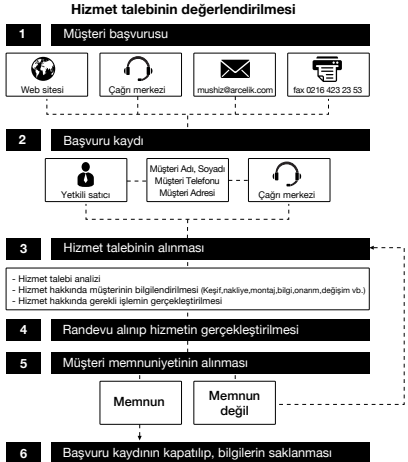 Hizmet talebinin değerlendirilmesi
1 Müşteri başvurusu
Web sitesi
Çağrı merkezi
mushiz@arcelik.com
fax 0216 423 23 53
2 Başvuru kaydı
Yetkili satıcı
Müşteri Adı, Soyadı
Müşteri Telefonu
Müşteri Adresi
Çağrı merkezi
3 Hizmet talebinin alınması
- Hizmet talebi analizi
- Hizmet hakkında müşterinin bilgilendirilmesi (Keşif,nakliye,montaj,bilgi,onarım,değişim vb.)
- Hizmet hakkında gerekli işlemin gerçekleştirilmesi
4 Randevu alınıp hizmetin gerçekleştirilmesi
5 Müşteri memnuniyetinin alınması
Memnun
Memnun
değil
6 Başvuru kaydının kapatılıp, bilgilerin saklanması